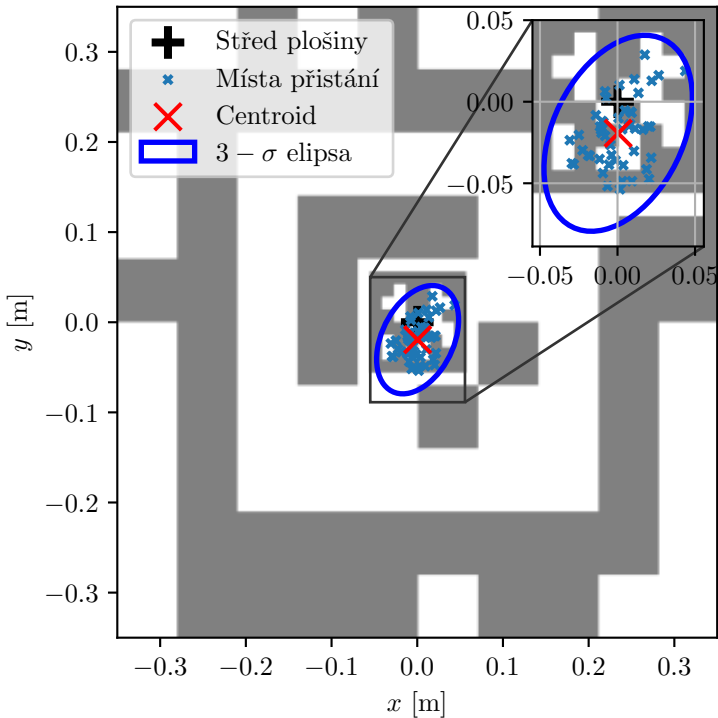 Střed plošiny
Místa přistání
Centroid
3 − σ elipsa
0.05
0.00
−0.05
−0.05 0.00 0.05
0.3
0.2
0.1
0.0
−0.1
−0.2
−0.3
y [m]
−0.3 −0.2 −0.1 0.0 0.1 0.2 0.3
x [m]